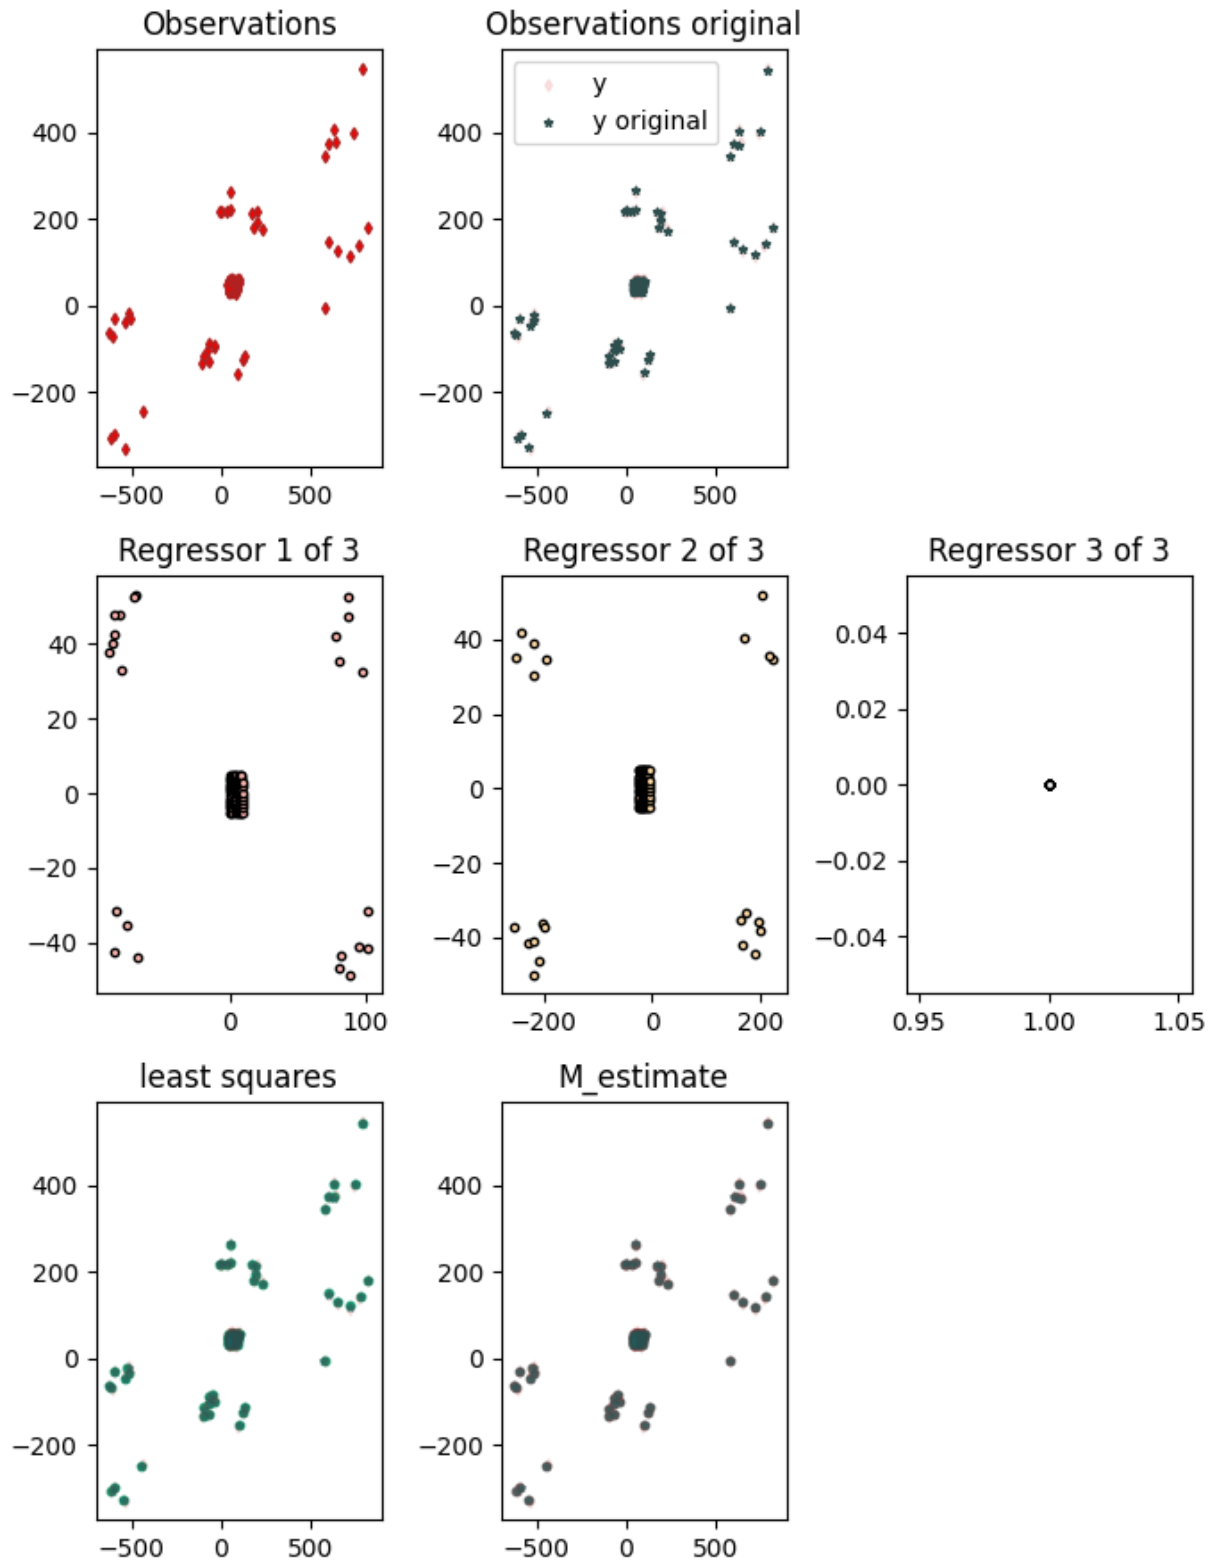 Observations
Observations original
y
y original
400
200
0
−200
−500 0 500
400
200
0
−200
−500 0 500
Regressor 1 of 3
Regressor 2 of 3
Regressor 3 of 3
40
20
0
−20
−40
0 100
40
20
0
−20
−40
−200 0 200
0.04
0.02
0.00
−0.02
−0.04
0.95 1.00 1.05
least squares
M_estimate
400
200
0
−200
−500 0 500
400
200
0
−200
−500 0 500